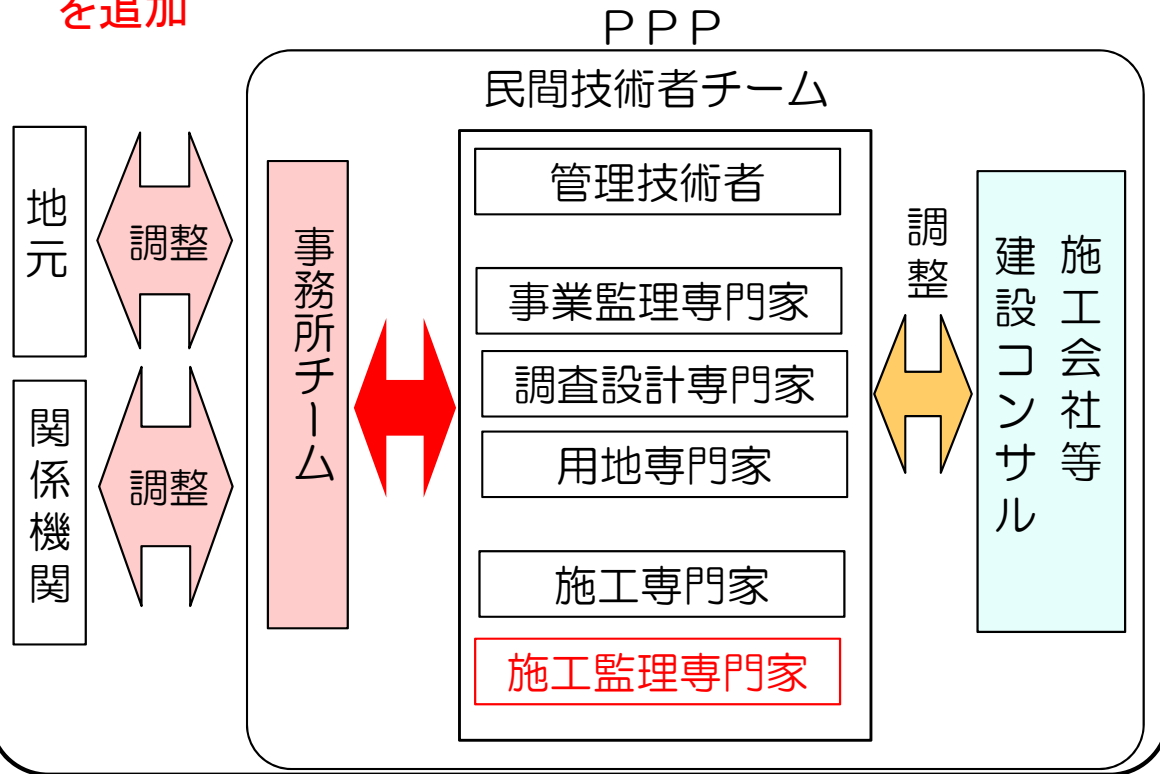 を追加
ＰＰＰ
民間技術者チーム
地元
関係機関
調整
調整
事務所チーム
管理技術者
事業監理専門家
調査設計専門家
用地専門家
施工専門家
施工監理専門家
調整
施工会社等
建設コンサル